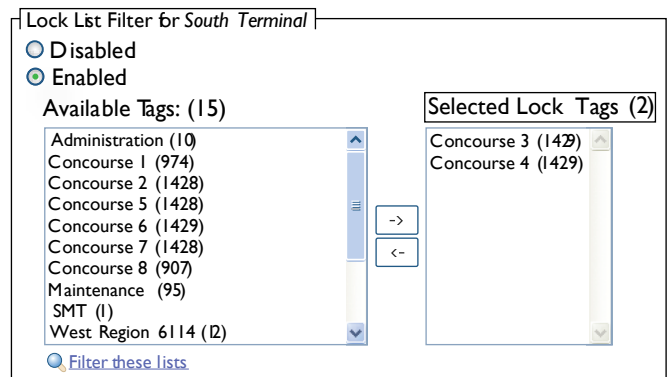 Lock List Filter for South Terminal
Disabled
Enabled
Available Tags: (15)
Selected Lock Tags (2)
Administration (10)
Concourse 1 (974)
Concourse 2 (1428)
Concourse 5 (1428)
Concourse 6 (1429)
Concourse 7 (1428)
Concourse 8 (907)
Maintenance (95)
SMT (1)
West Region 6114 (12)
->
<-
Concourse 3 (1429)
Concourse 4 (1429)
Filter these lists